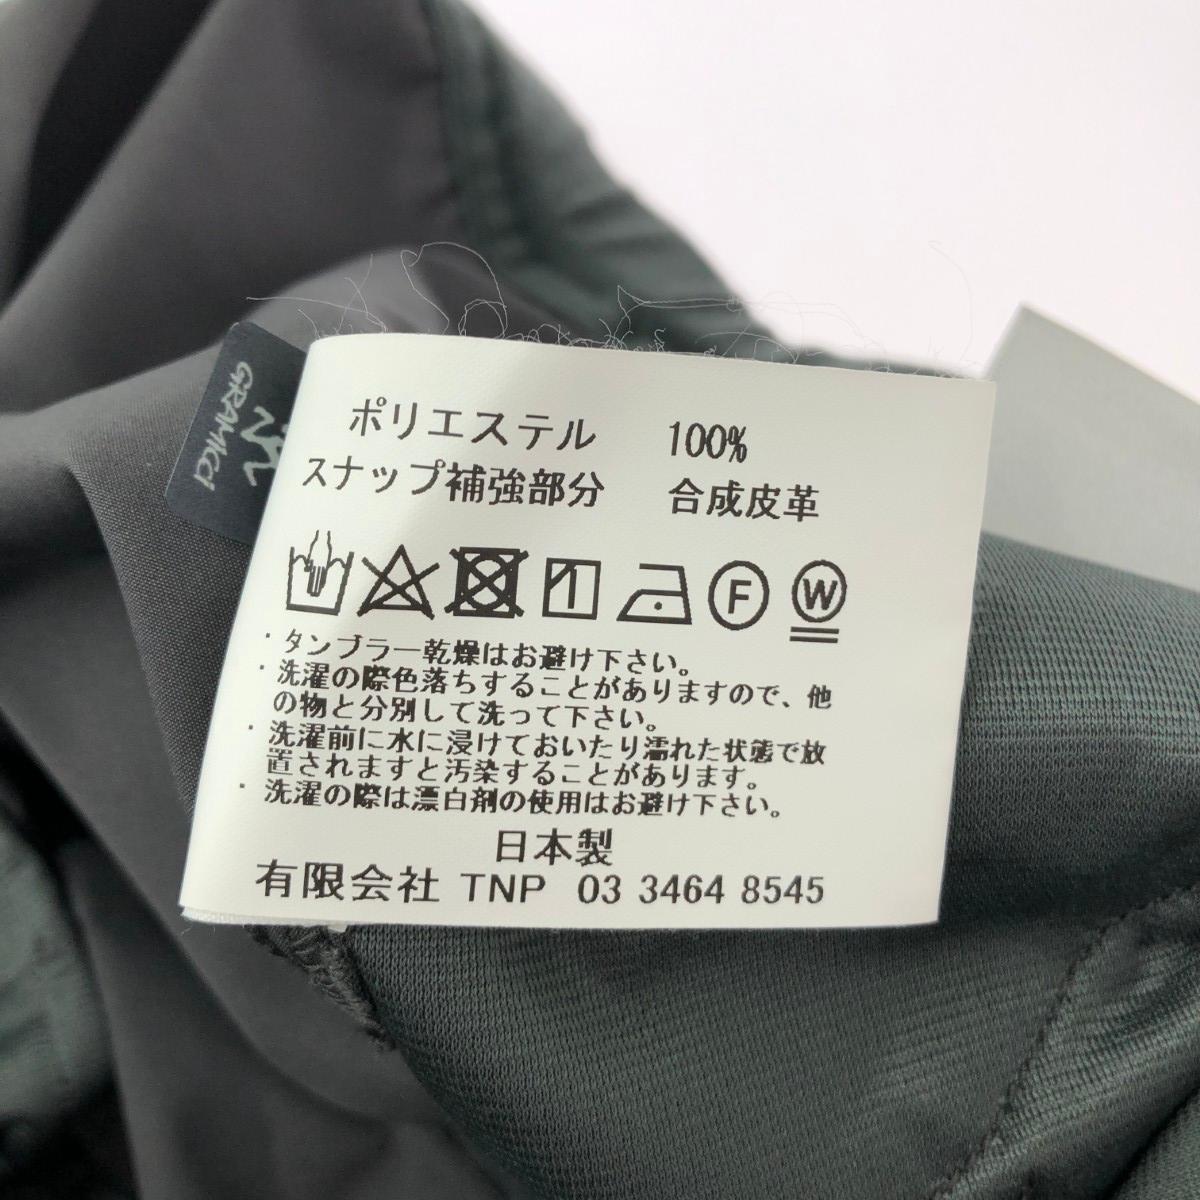 GRAMICCI
ポリエステル 100%
スナップ補強部分 合成皮革
F W
・タンブラー乾燥はお避け下さい。
・洗濯の際色落ちすることがありますので、他
の物と分別して洗って下さい。
・洗濯前に水に浸けておいたり濡れた状態で放
置されますと汚染することがあります。
・洗濯の際は漂白剤の使用はお避け下さい。
日本製
有限会社 TNP 03 3464 8545